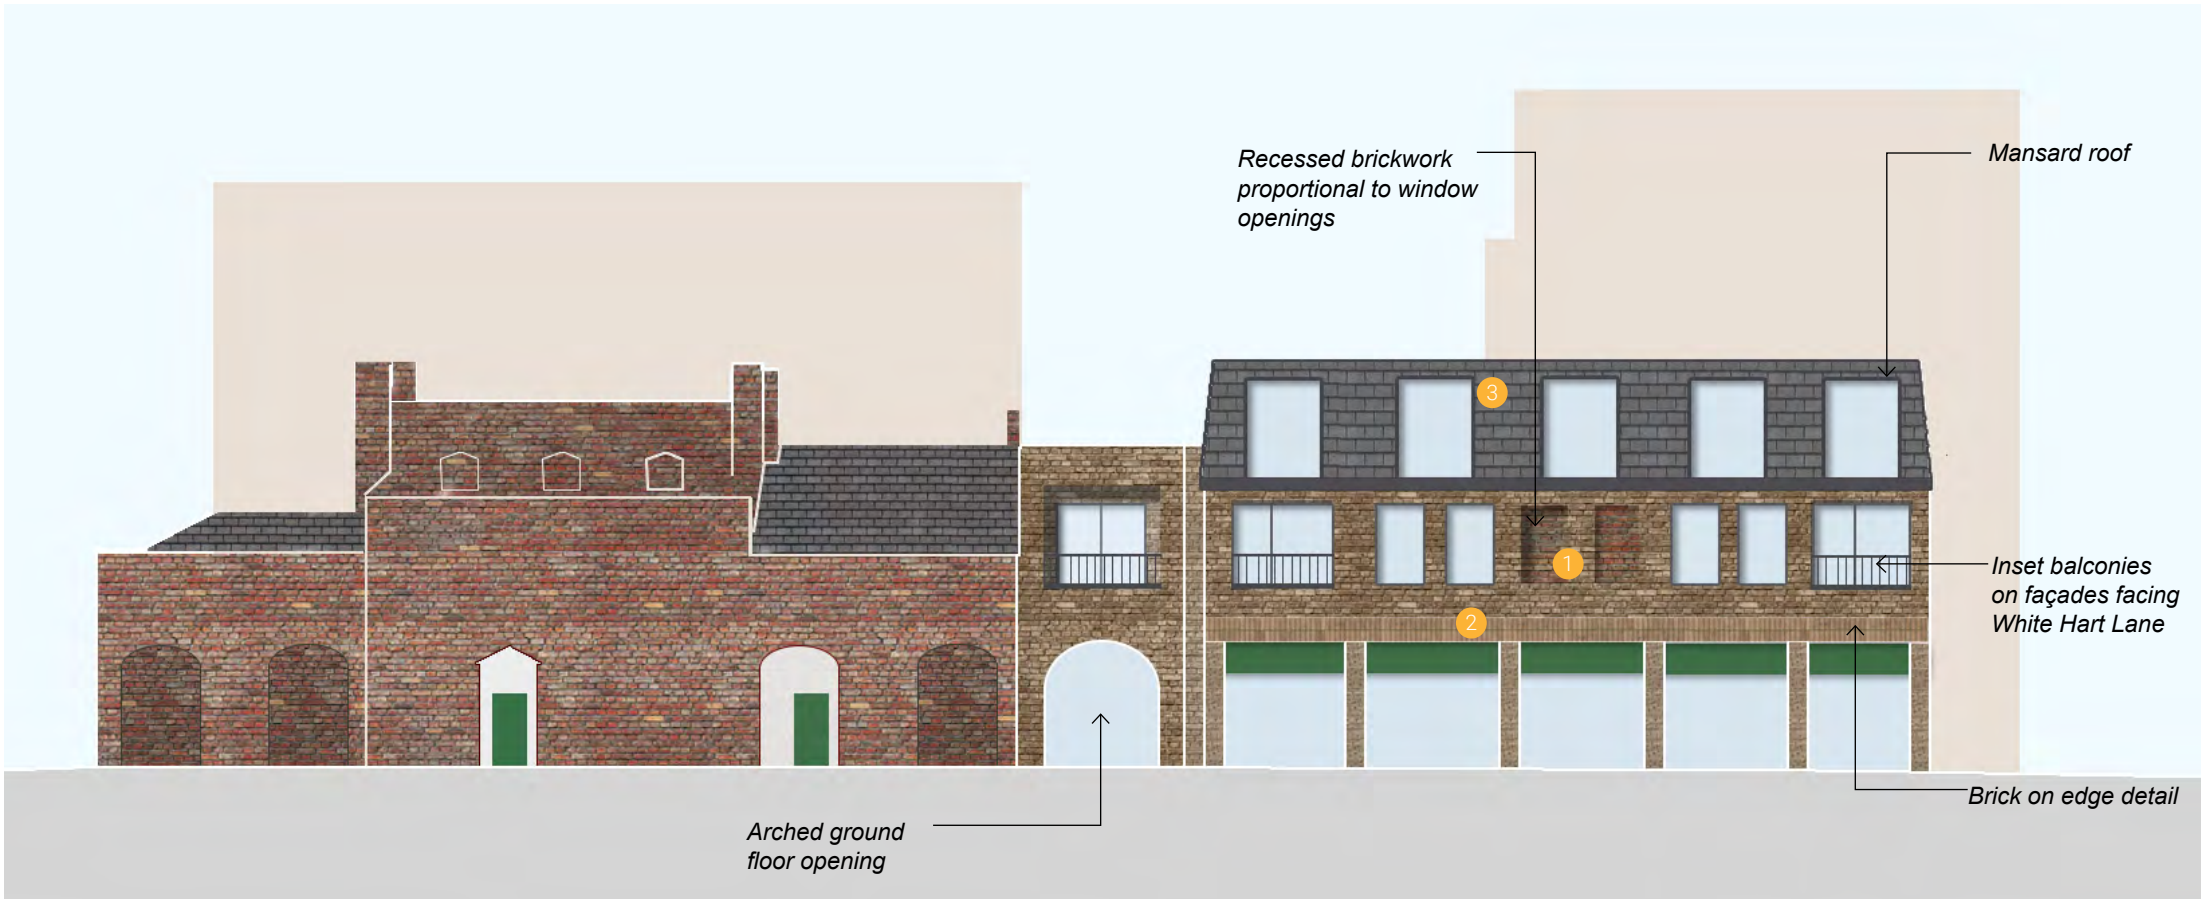 Recessed brickwork
proportional to window
openings
Mansard roof
3
1
Inset balconies
on façades facing
White Hart Lane
2
Brick on edge detail
Arched ground
floor opening